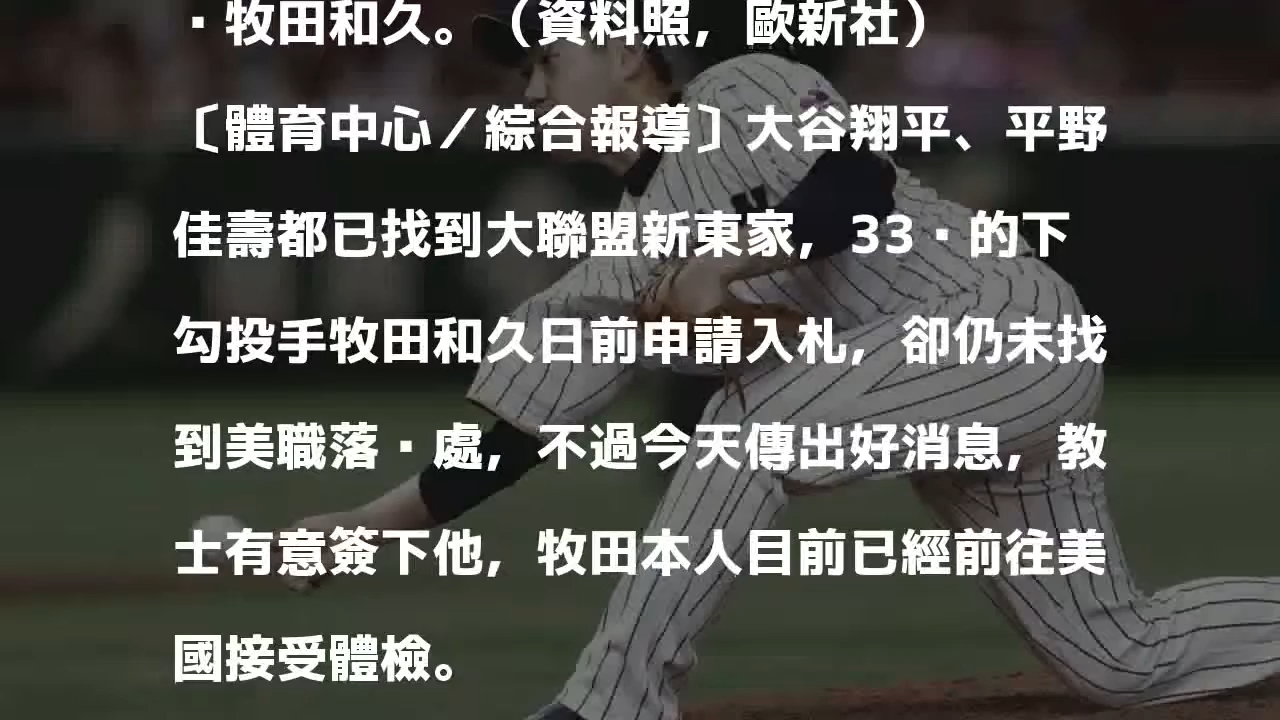 ·牧田和久。（資料照，歐新社）
〔體育中心／綜合報導〕大谷翔平、平野
佳壽都已找到大聯盟新東家，33·的下
勾投手牧田和久日前申請入札，卻仍未找
到美職落·處，不過今天傳出好消息，教
士有意簽下他，牧田本人目前已經前往美
國接受體檢。